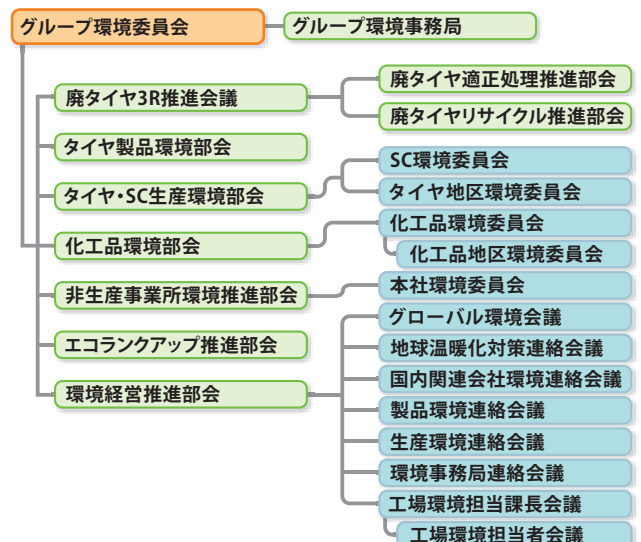 グループ環境委員会
グループ環境事務局
廃タイヤ3R推進会議
廃タイヤ適正処理推進部会
廃タイヤリサイクル推進部会
タイヤ製品環境部会
タイヤ・SC生産環境部会
SC環境委員会
タイヤ地区環境委員会
化工品環境部会
化工品環境委員会
化工品地区環境委員会
非生産事業所環境推進部会
本社環境委員会
エコランクアップ推進部会
環境経営推進部会
グローバル環境会議
地球温暖化対策連絡会議
国内関連会社環境連絡会議
製品環境連絡会議
生産環境連絡会議
環境事務局連絡会議
工場環境担当課長会議
工場環境担当者会議